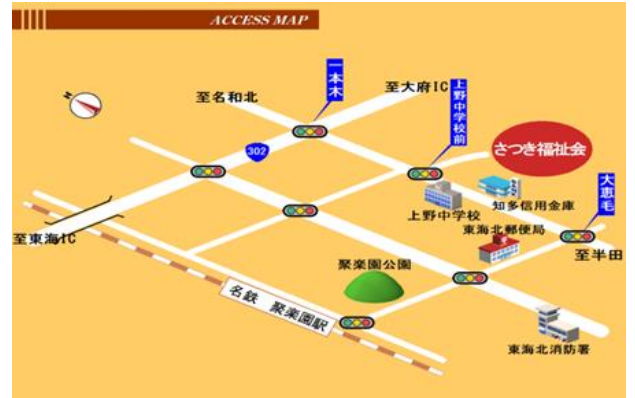 ACCESS MAP
一本木
至大府IC
上野中学校前
至名和北
N
302
さつき福祉会
大恵毛
上野中学校
知多信用金庫
東海北郵便局
至東海IC
至半田
聚楽園公園
名鉄 聚楽園駅
東海北消防署